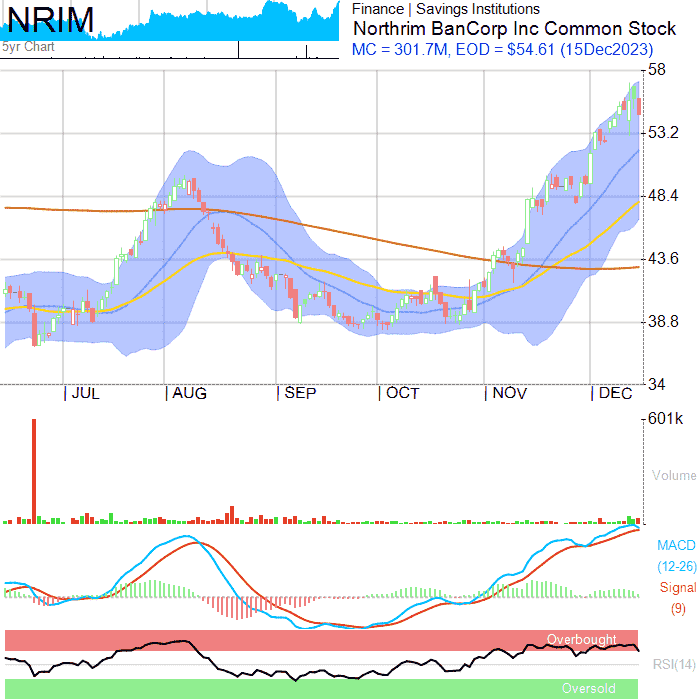 NRIM
5yr Chart
Finance | Savings Institutions
Northrim BanCorp Inc Common Stock
MC = 301.7M, EOD = $54.61 (15Dec2023)
58
53.2
48.4
43.6
38.8
34
JUL AUG SEP OCT NOV DEC
601k
Volume
MACD
(12-26)
Signal
(9)
Overbought
RSI(14)
Oversold